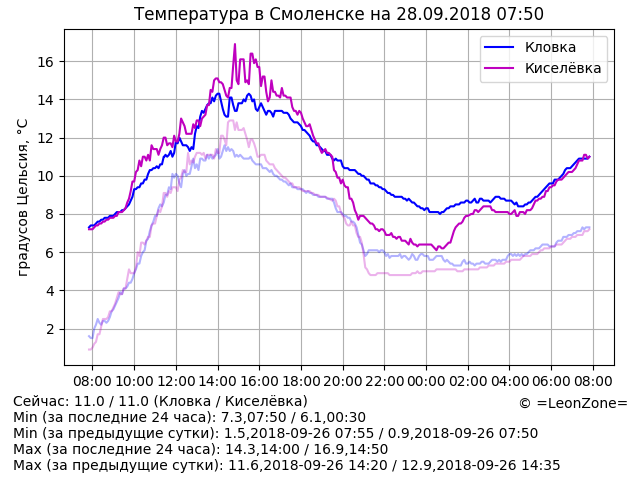 Температура в Смоленске на 28.09.2018 07:50
Кловка
Киселёвка
градусов Цельсия, °C
16
14
12
10
8
6
4
2
08:00 10:00 12:00 14:00 16:00 18:00 20:00 22:00 00:00 02:00 04:00 06:00 08:00
Сейчас: 11.0 / 11.0 (Кловка / Киселёвка)
© =LeonZone=
Min (за последние 24 часа): 7.3,07:50 / 6.1,00:30
Min (за предыдущие сутки): 1.5,2018-09-26 07:55 / 0.9,2018-09-26 07:50
Max (за последние 24 часа): 14.3,14:00 / 16.9,14:50
Max (за предыдущие сутки): 11.6,2018-09-26 14:20 / 12.9,2018-09-26 14:35